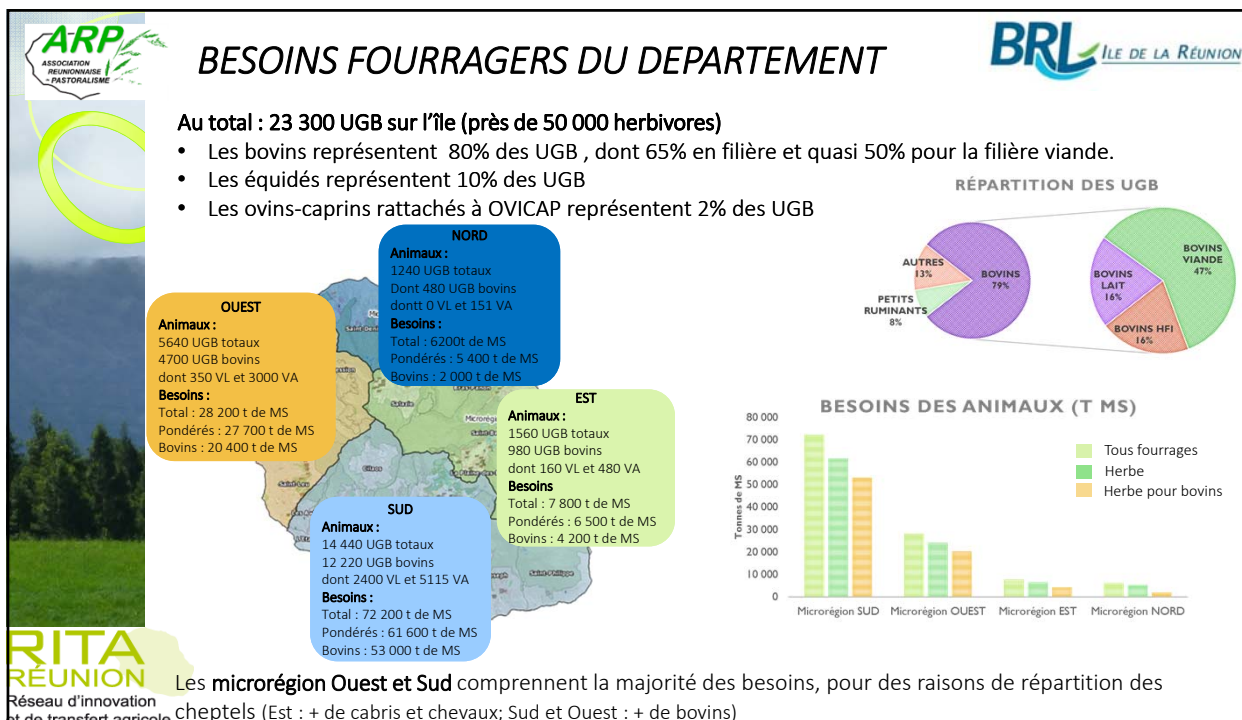 ARP
ASSOCIATION
REUNIONNAISE
PASTORALISME
BESOINS FOURRAGERS DU DEPARTEMENT
BRL ILE DE LA RÉUNION
Au total : 23 300 UGB sur l'île (près de 50 000 herbivores)
• Les bovins représentent 80% des UGB , dont 65% en filière et quasi 50% pour la filière viande.
• Les équidés représentent 10% des UGB
• Les ovins-caprins rattachés à OVICAP représentent 2% des UGB
RÉPARTITION DES UGB
AUTRES
13%
PETITS
RUMINANTS
8%
BOVINS
79%
BOVINS
LAIT
16%
BOVINS
VIANDE
47%
BOVINS HFI
16%
NORD
Animaux :
1240 UGB totaux
Dont 480 UGB bovins
dontt 0 VL et 151 VA
Besoins :
Total : 6200t de MS
Pondérés : 5 400 t de MS
Bovins : 2 000 t de MS
OUEST
Animaux :
5640 UGB totaux
4700 UGB bovins
dont 350 VL et 3000 VA
Besoins :
Total : 28 200 t de MS
Pondérés : 27 700 t de MS
Bovins : 20 400 t de MS
EST
Animaux :
1560 UGB totaux
980 UGB bovins
dont 160 VL et 480 VA
Besoins
Total : 7 800 t de MS
Pondérés : 6 500 t de MS
Bovins : 4 200 t de MS
SUD
Animaux :
14 440 UGB totaux
12 220 UGB bovins
dont 2400 VL et 5115 VA
Besoins :
Total : 72 200 t de MS
Pondérés : 61 600 t de MS
Bovins : 53 000 t de MS
Salazie
Cilaos
Saint-Leu
Saint-Philippe
BESOINS DES ANIMAUX (T MS)
Tonnes de MS
80 000
70 000
60 000
50 000
40 000
30 000
20 000
10 000
0
Tous fourrages
Herbe
Herbe pour bovins
Microrégion SUD
Microrégion OUEST
Microrégion EST
Microrégion NORD
RITA
RÉUNION
Réseau d'innovation
et de transfert agricole
Les microrégion Ouest et Sud comprennent la majorité des besoins, pour des raisons de répartition des
cheptels (Est : + de cabris et chevaux; Sud et Ouest : + de bovins)